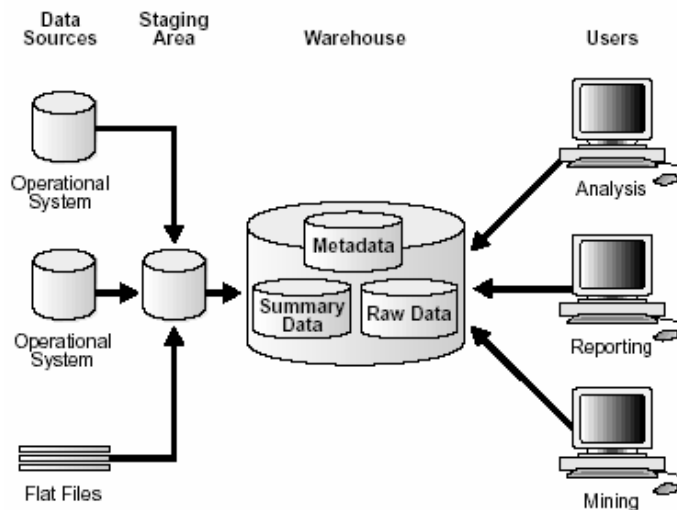 Data
Sources
Staging
Area
Warehouse
Users
Operational
System
Analysis
Metadata
Summary
Data
Raw Data
Operational
System
Reporting
Flat Files
Mining